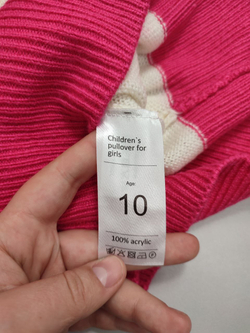 Children`s
pullover for
girls
Age:
10
100% acrylic